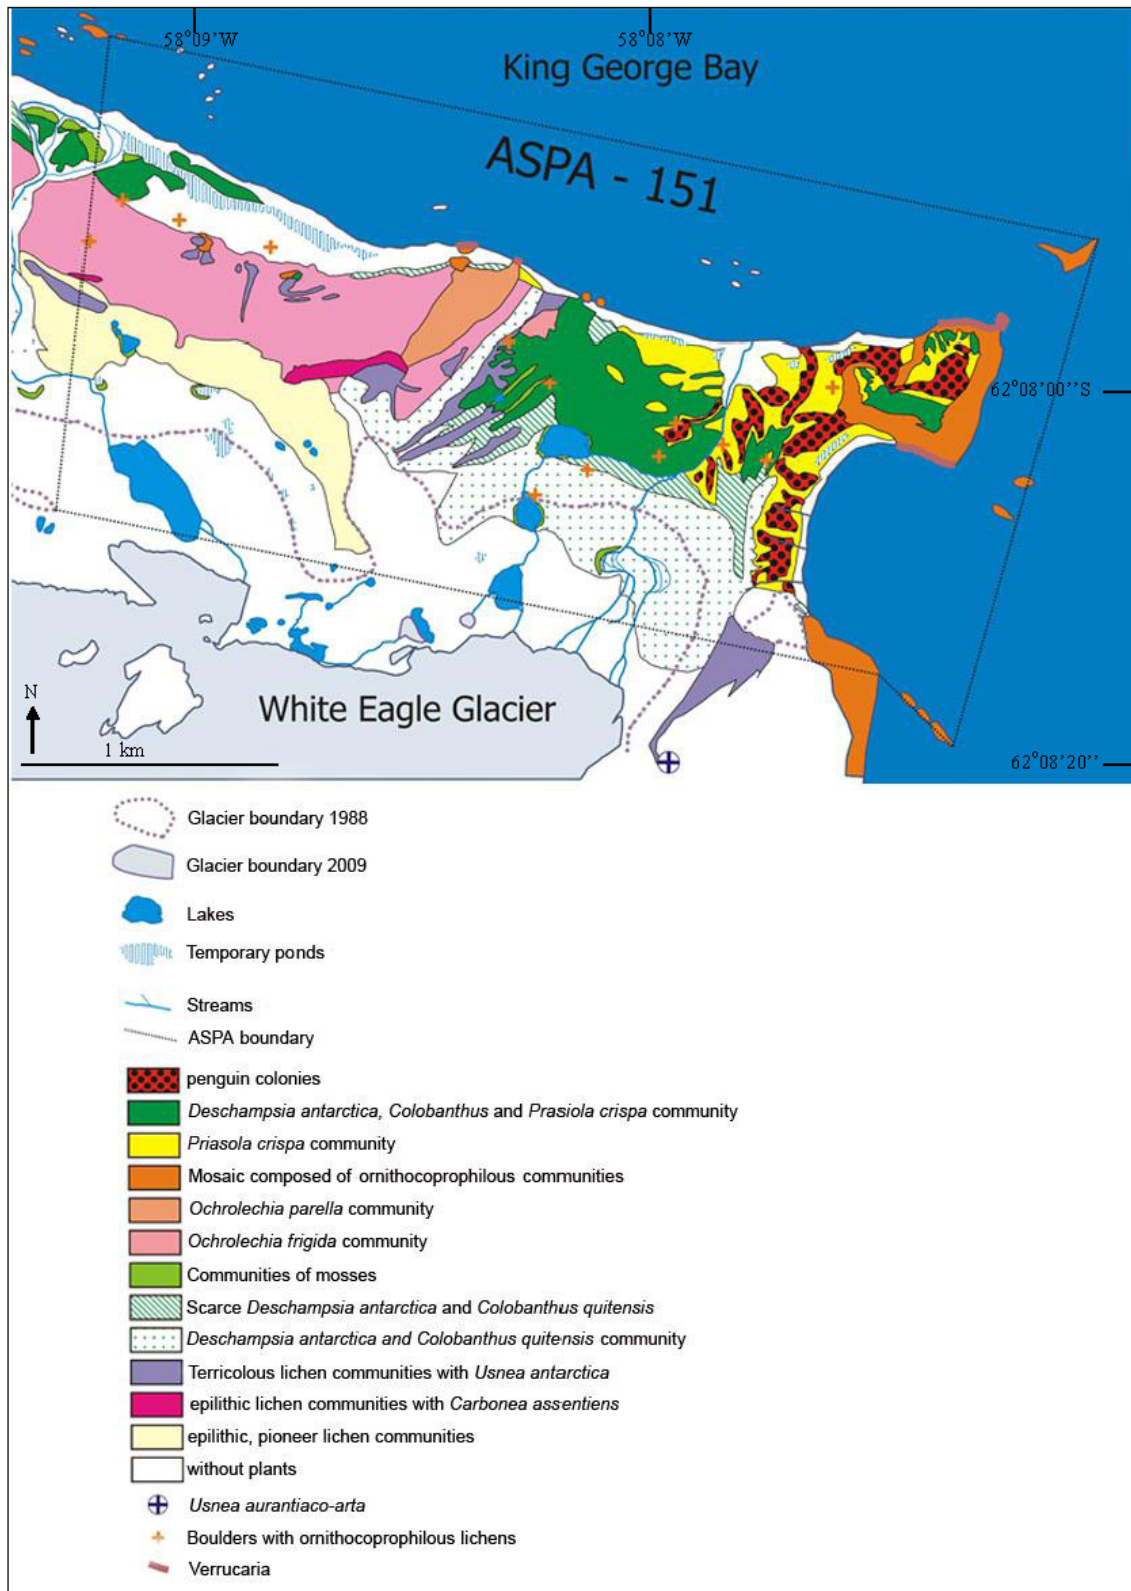 58°09'W
58°08'W
King George Bay
ASPA - 151
62°08'00''S
White Eagle Glacier
N
1 km
62°08'20''
Glacier boundary 1988
Glacier boundary 2009
Lakes
Temporary ponds
Streams
ASPA boundary
penguin colonies
Deschampsia antarctica, Colobanthus and Prasiola crispa community
Priasola crispa community
Mosaic composed of ornithocoprophilous communities
Ochrolechia parella community
Ochrolechia frigida community
Communities of mosses
Scarce Deschampsia antarctica and Colobanthus quitensis
Deschampsia antarctica and Colobanthus quitensis community
Terricolous lichen communities with Usnea antarctica
epilithic lichen communities with Carbonea assentiens
epilithic, pioneer lichen communities
without plants
Usnea aurantiaco-arta
Boulders with ornithocoprophilous lichens
Verrucaria